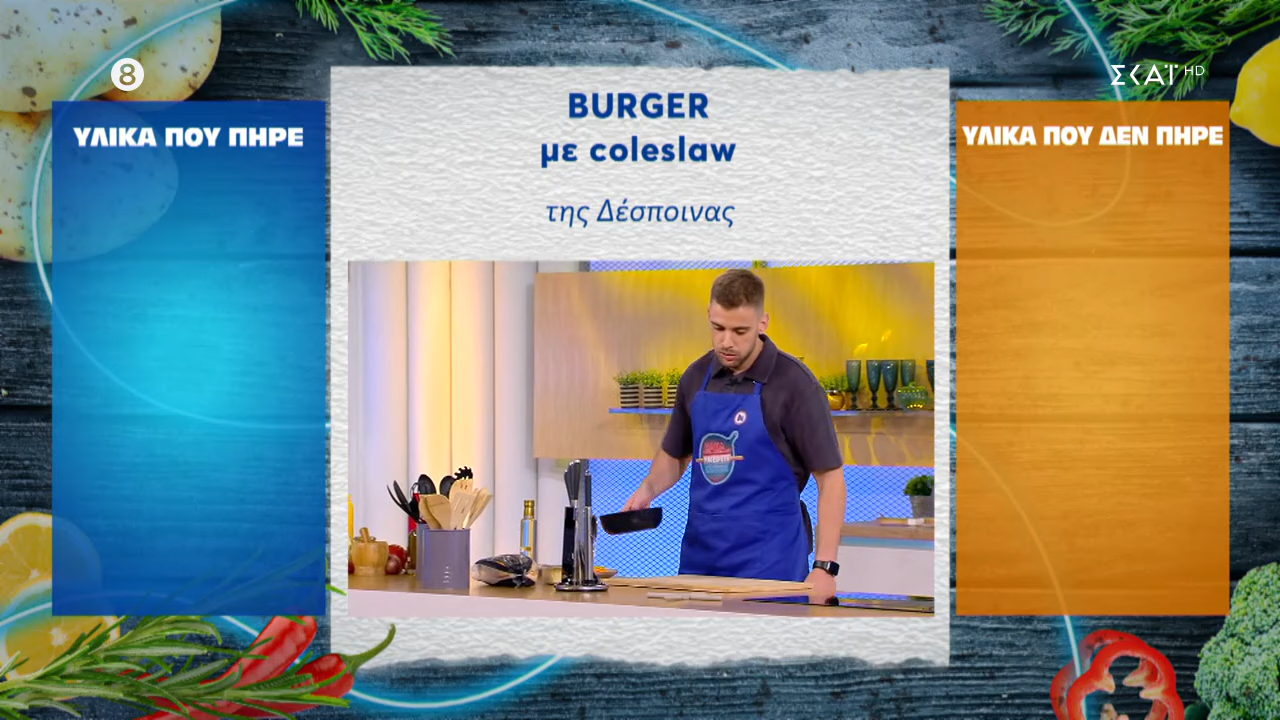 8
ΣΚΑΪ HD
ΥΛΙΚΑ ΠΟΥ ΠΗΡΕ
BURGER
με coleslaw
της Δέσποινας
ΥΛΙΚΑ ΠΟΥ ΔΕΝ ΠΗΡΕ